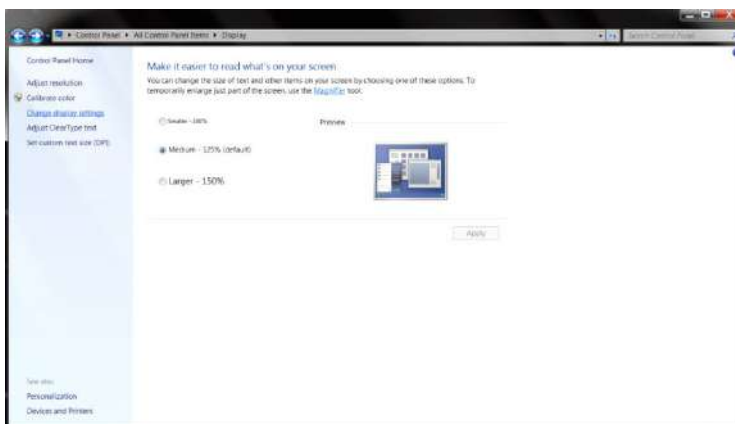 Control Panel ▸ All Control Panel Items ▸ Display
Search Control Panel
Control Panel Home
Adjust resolution
Calibrate color
Change display settings
Adjust ClearType text
Set custom text size (DPI)
Make it easier to read what's on your screen
You can change the size of text and other items on your screen by choosing one of these options. To
temporarily enlarge just part of the screen, use the Magnifier tool.
Smaller - 100%
Preview
Medium - 125% (default)
Larger - 150%
Apply
See also
Personalization
Devices and Printers